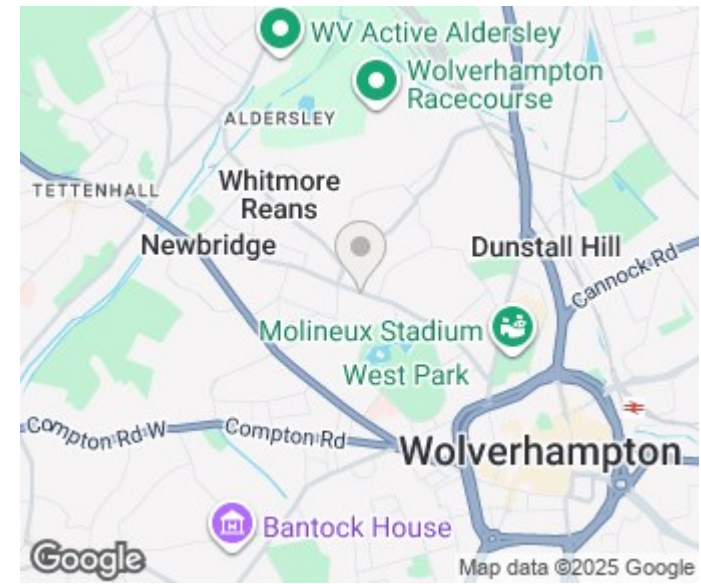 WV Active Aldersley
Wolverhampton
Racecourse
ALDERSLEY
TETTENHALL
Whitmore
Reans
Newbridge
Dunstall Hill
Cannock Rd
Molineux Stadium
West Park
Compton Rd W
Compton Rd
Wolverhampton
Bantock House
Google
Map data ©2025 Google